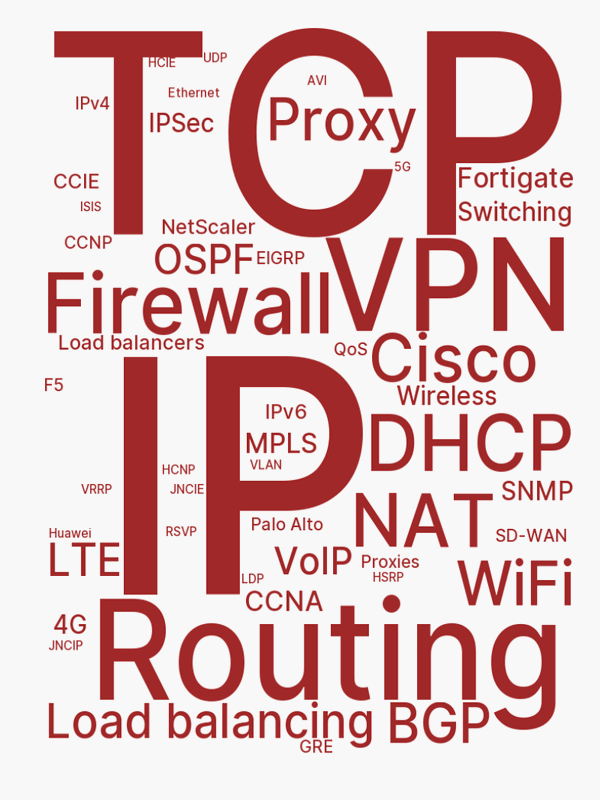 TCP
HCIE
UDP
AVI
Ethernet
IPv4
IPSec
Proxy
5G
CCIE
Fortigate
ISIS
Switching
NetScaler
CCNP
OSPF
EIGRP
VPN
Firewall
Load balancers
QoS
Cisco
F5
Wireless
IP
IPv6
MPLS
DHCP
VLAN
HCNP
VRRP
JNCIE
SNMP
NAT
Palo Alto
RSVP
Huawei
SD-WAN
LTE
VoIP
Proxies
HSRP
LDP
WiFi
CCNA
4G
JNCIP
Routing
Load balancing
BGP
GRE